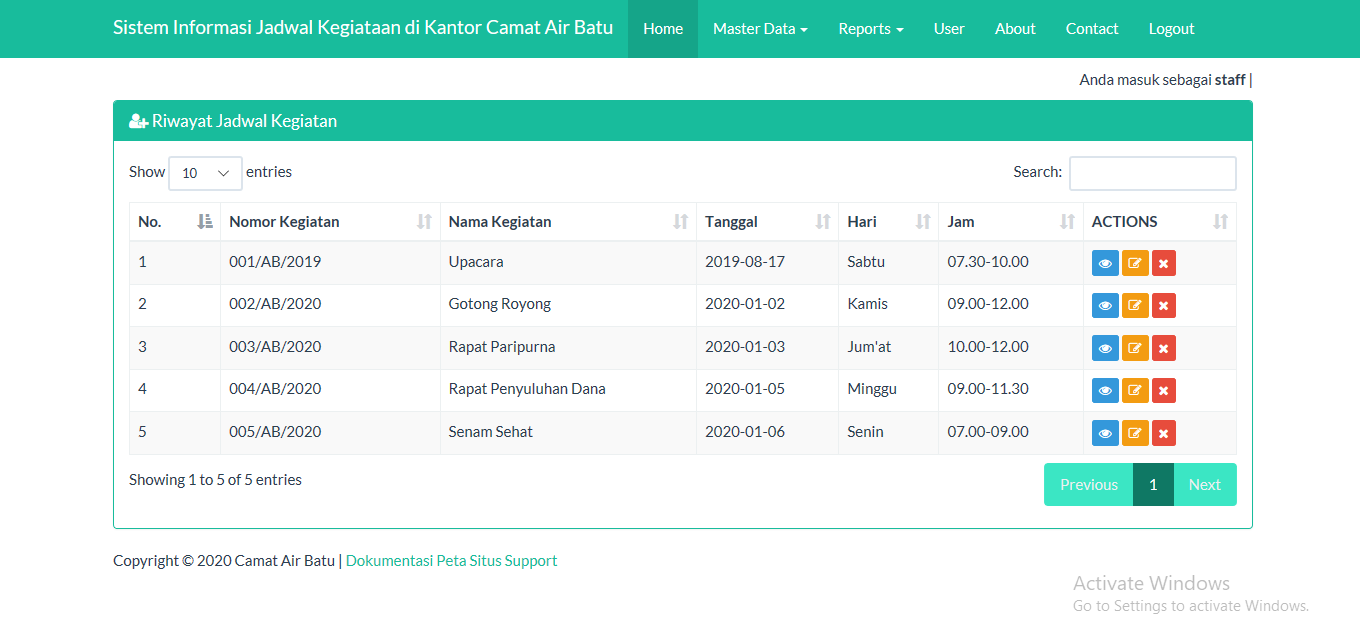 Sistem Informasi Jadwal Kegiataan di Kantor Camat Air Batu Home Master Data Reports User About Contact Logout
Anda masuk sebagai staff |
Riwayat Jadwal Kegiatan
Show 10 entries Search:
No. Nomor Kegiatan Nama Kegiatan Tanggal Hari Jam ACTIONS
1 001/AB/2019 Upacara 2019-08-17 Sabtu 07.30-10.00
2 002/AB/2020 Gotong Royong 2020-01-02 Kamis 09.00-12.00
3 003/AB/2020 Rapat Paripurna 2020-01-03 Jum'at 10.00-12.00
4 004/AB/2020 Rapat Penyuluhan Dana 2020-01-05 Minggu 09.00-11.30
5 005/AB/2020 Senam Sehat 2020-01-06 Senin 07.00-09.00
Showing 1 to 5 of 5 entries Previous 1 Next
Copyright © 2020 Camat Air Batu | Dokumentasi Peta Situs Support
Activate Windows
Go to Settings to activate Windows.